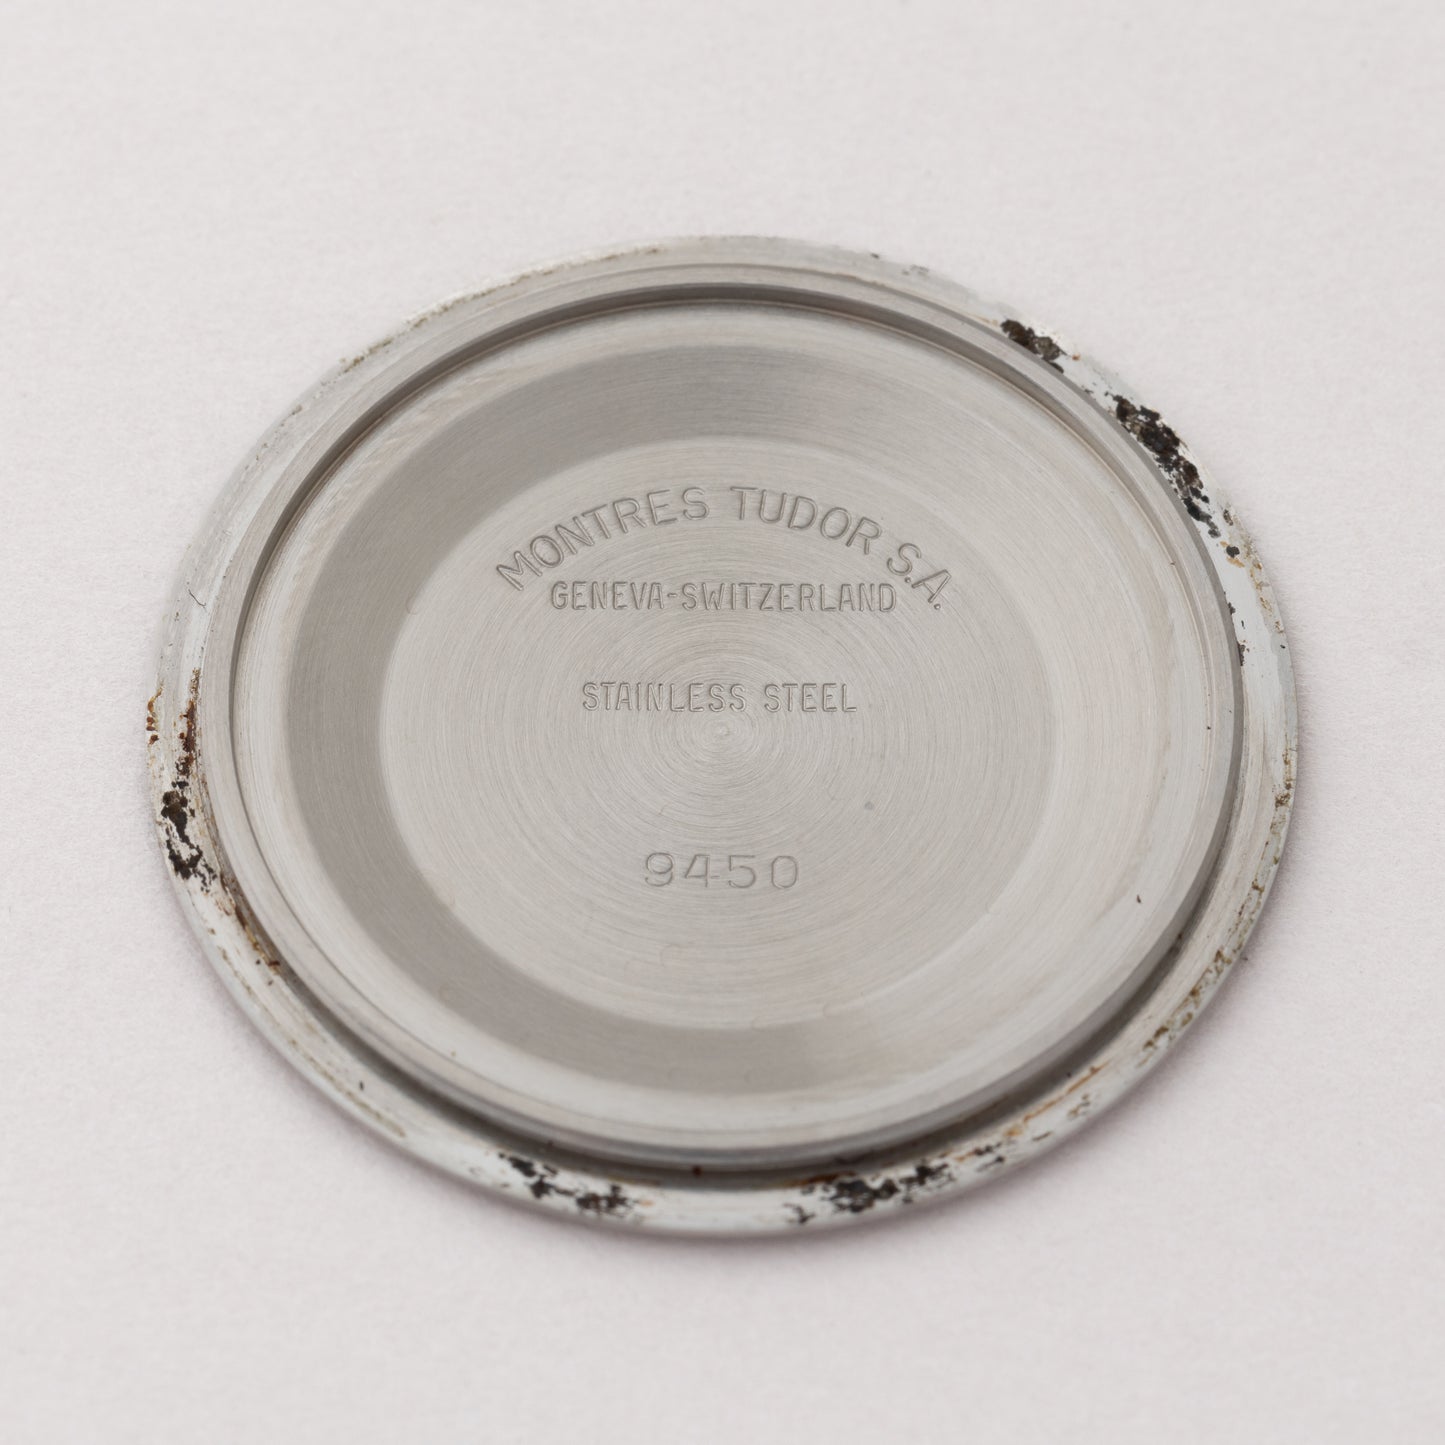 MONTRES TUDOR S.A.
GENEVA-SWITZERLAND
STAINLESS STEEL
9450